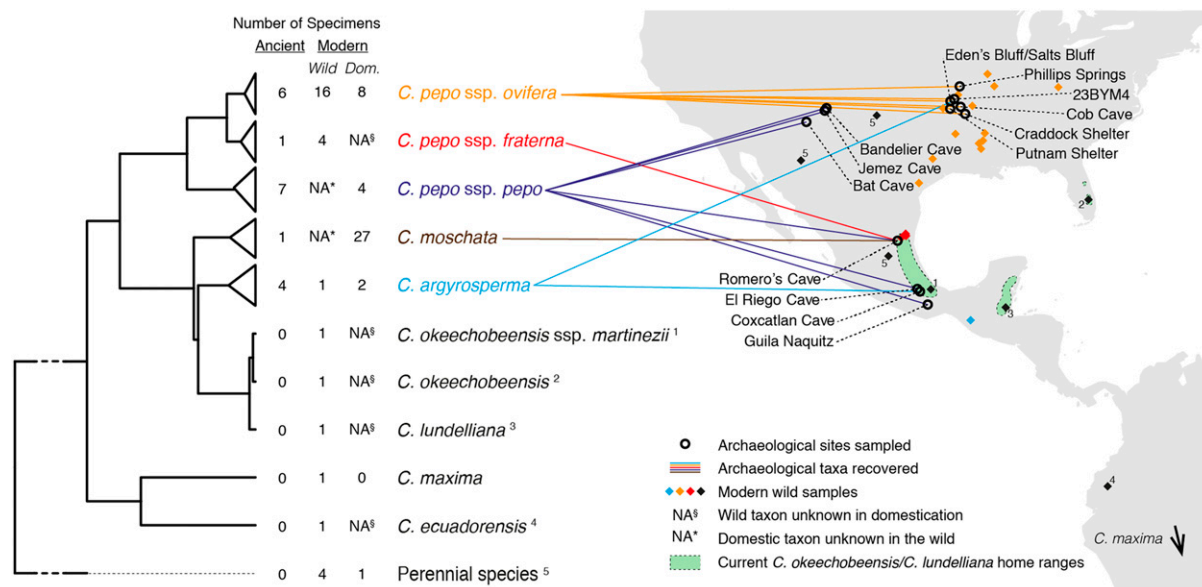 Number of Specimens
Ancient Modern
Wild Dom.
6 16 8 C. pepo ssp. ovifera
1 4 NA§ C. pepo ssp. fraterna
7 NA* 4 C. pepo ssp. pepo
1 NA* 27 C. moschata
4 1 2 C. argyrosperma
0 1 NA§ C. okeechobeensis ssp. martinezii 1
0 1 NA§ C. okeechobeensis 2
0 1 NA§ C. lundelliana 3
0 1 0 C. maxima
0 1 NA§ C. ecuadorensis 4
0 4 1 Perennial species 5
Eden's Bluff/Salts Bluff
Phillips Springs
23BYM4
Cob Cave
Craddock Shelter
Putnam Shelter
5
Bandelier Cave
Jemez Cave
Bat Cave
5
2
5
Romero's Cave
El Riego Cave
Coxcatlan Cave
Guila Naquitz
1
3
4
C. maxima
Archaeological sites sampled
Archaeological taxa recovered
Modern wild samples
NA§ Wild taxon unknown in domestication
NA* Domestic taxon unknown in the wild
Current C. okeechobeensis/C. lundelliana home ranges